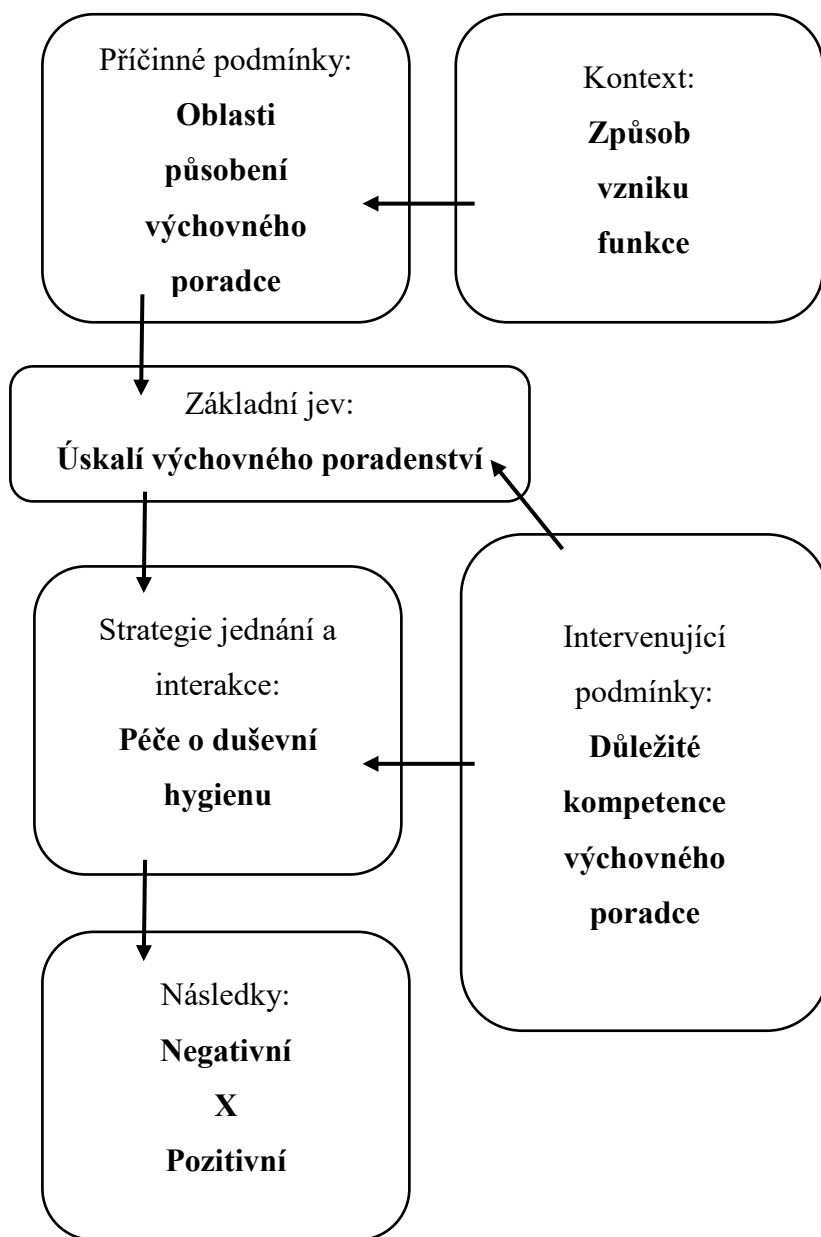 Příčinné podmínky:
Oblasti
působení
výchovného
poradce
Kontext:
Způsob
vzniku
funkce
Základní jev:
Úskalí výchovného poradenství
Strategie jednání a
interakce:
Péče o duševní
hygienu
Intervenující
podmínky:
Důležité
kompetence
výchovného
poradce
Následky:
Negativní
X
Pozitivní